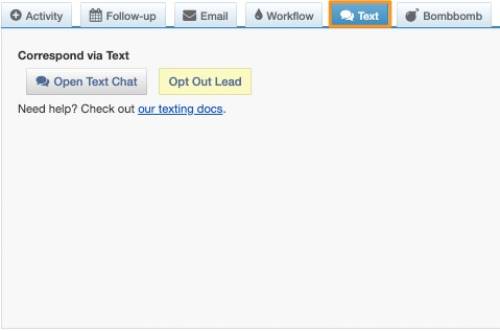 Activity Follow-up Email Workflow Text Bombbomb
Correspond via Text
Open Text Chat Opt Out Lead
Need help? Check out our texting docs.